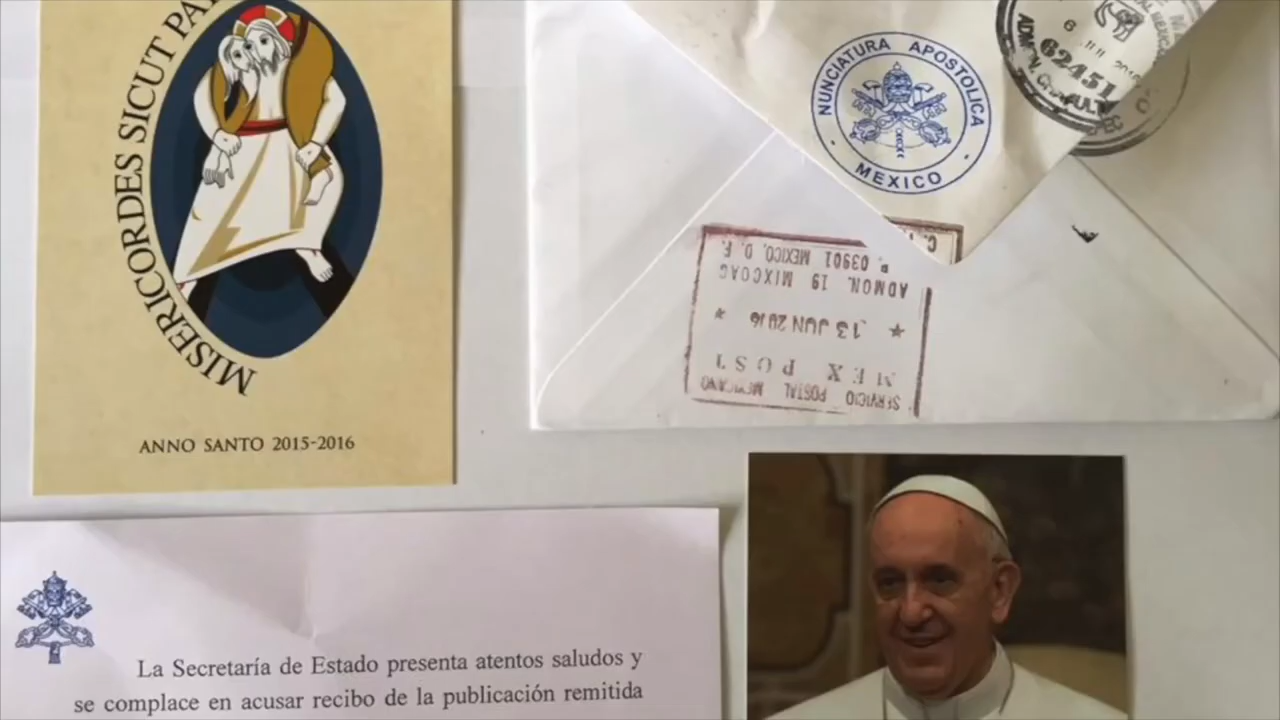 MISERICORDES SICUT PA
ANNO SANTO 2015-2016
NUNCIATURA APOSTOLICA
MEXICO
62451
SERVICIO POSTAL MEXICANO
MEX POST
13 JUN 2016
ADMON. 19 MIXCOAC
P. 03901 MEXICO, D. F.
La Secretaría de Estado presenta atentos saludos y
se complace en acusar recibo de la publicación remitida